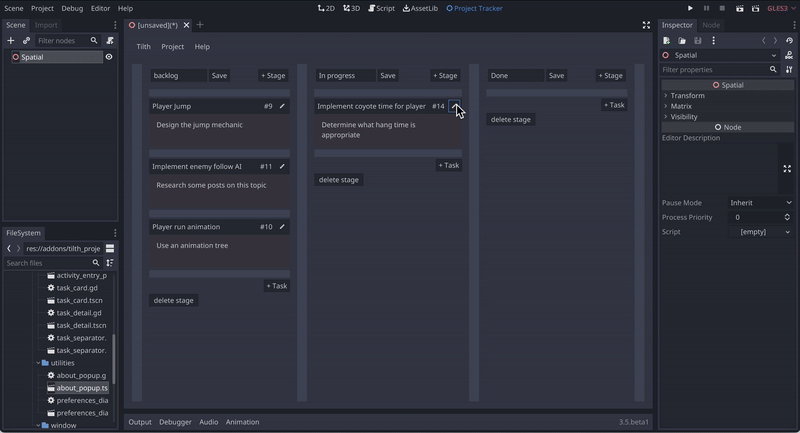 Scene Project Debug Editor Help
2D 3D Script AssetLib Project Tracker
GLES3
Scene Import
Filter nodes
Spatial
FileSystem
res://addons/tilth_proje
Search files
activity_entry_p
task_card.gd
task_card.tscn
task_detail.gd
task_detail.tscn
task_separator.
task_separator.
utilities
about_popup.g
about_popup.ts
preferences_dia
preferences_dia
window
[unsaved](*)
Tilth Project Help
backlog Save + Stage
Player Jump #9
Design the jump mechanic
Implement enemy follow AI #11
Research some posts on this topic
Player run animation #10
Use an animation tree
+ Task
delete stage
In progress Save + Stage
Implement coyote time for player #14
Determine what hang time is
appropriate
+ Task
delete stage
Done Save + Stage
+ Task
delete stage
Output Debugger Audio Animation
3.5.beta1
Inspector Node
Spatial
Filter properties
Spatial
Transform
Matrix
Visibility
Node
Editor Description
Pause Mode Inherit
Process Priority 0
Script [empty]